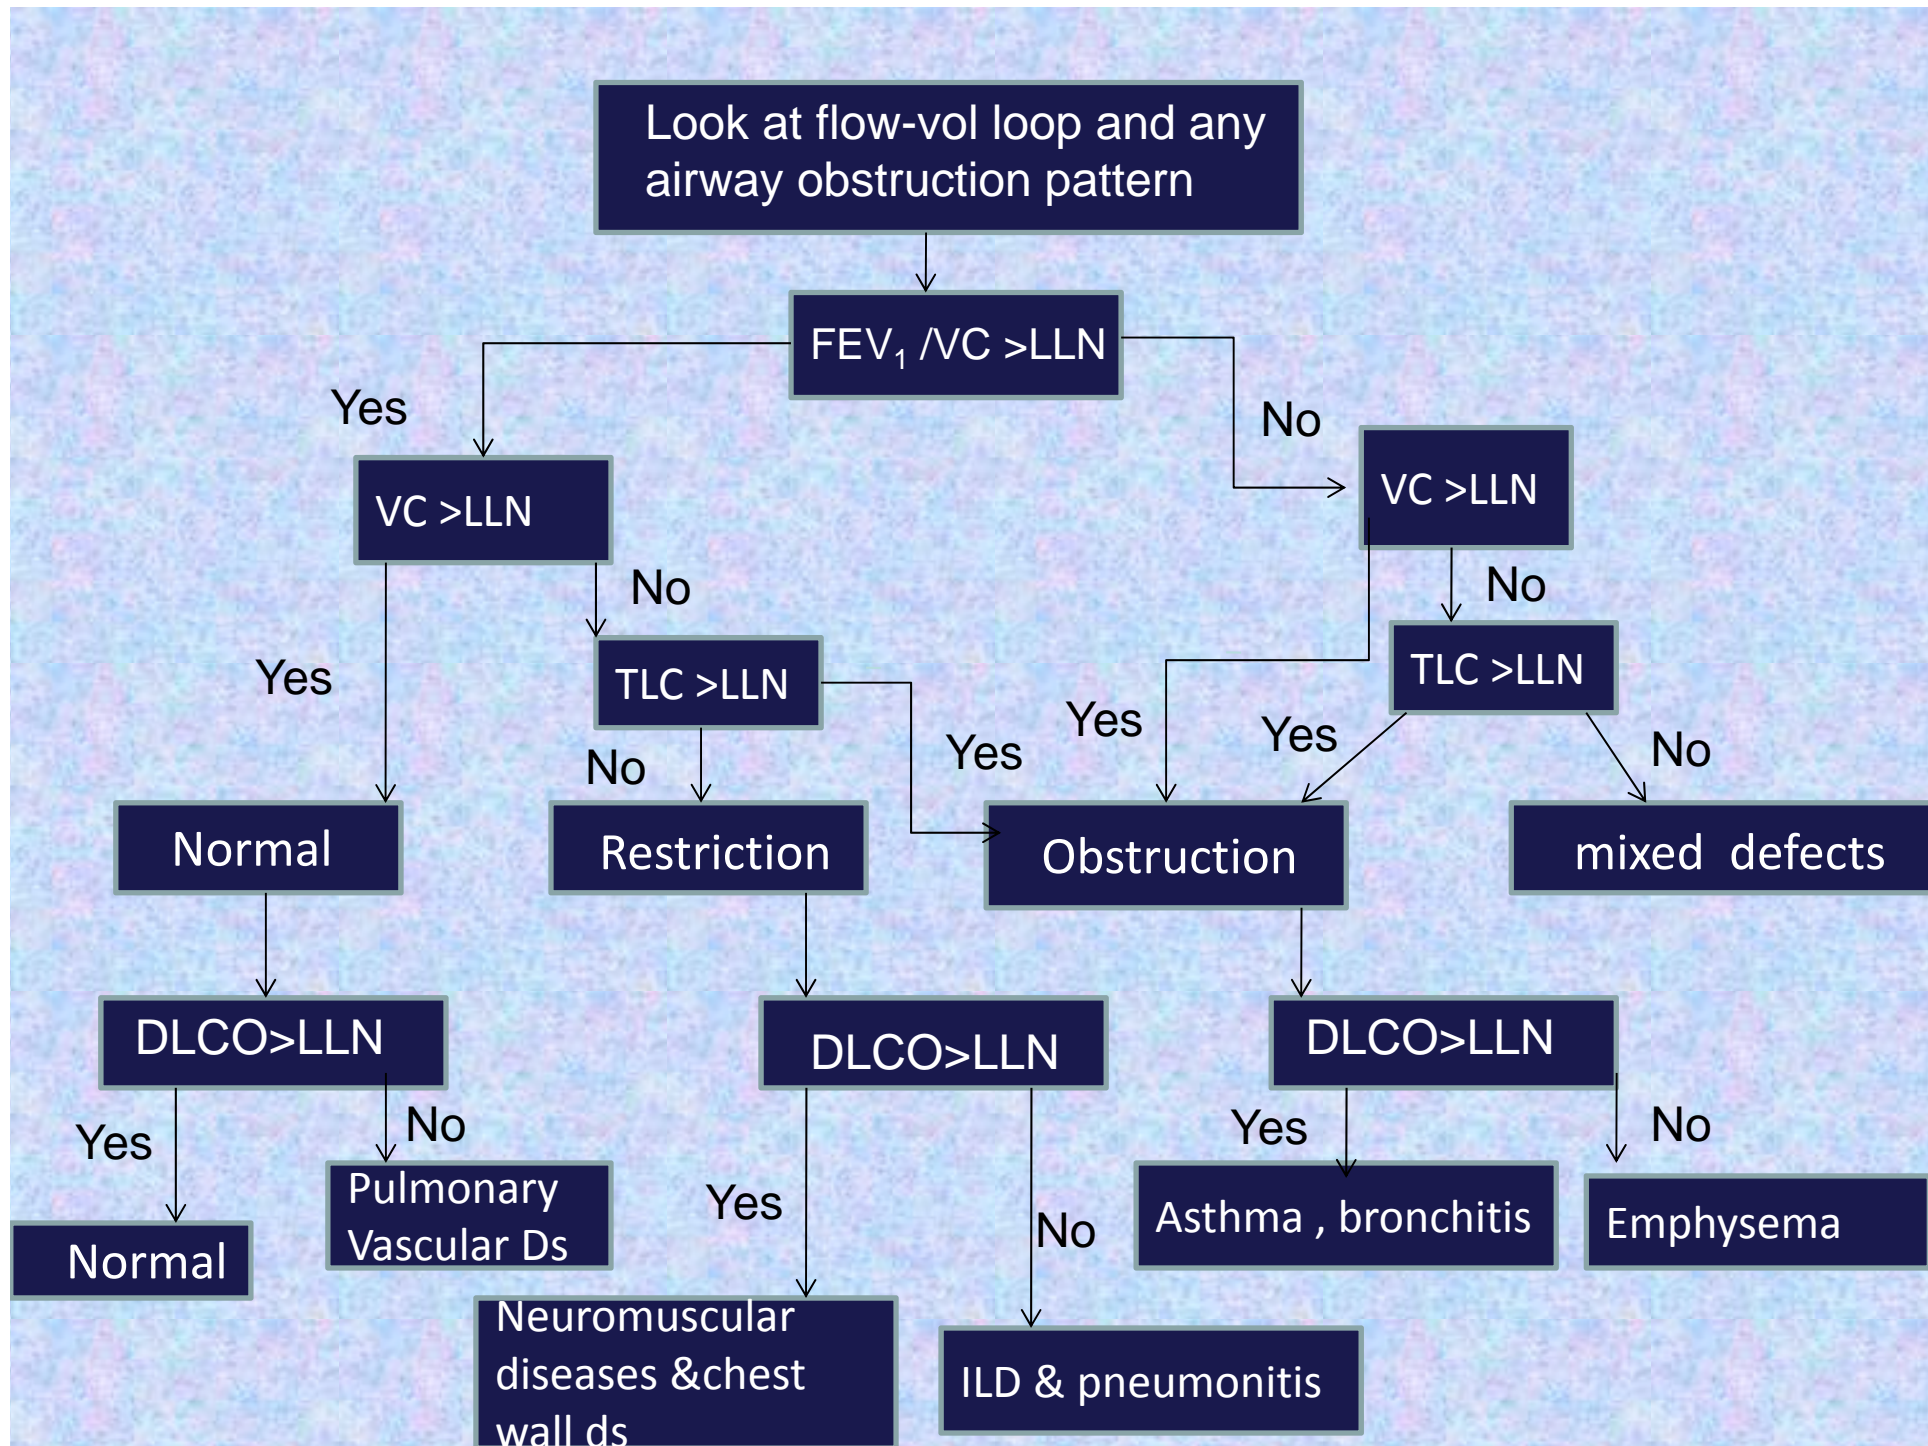 Look at flow-vol loop and any
airway obstruction pattern
FEV₁ /VC >LLN
Yes
No
VC >LLN
VC >LLN
No
No
Yes
TLC >LLN
TLC >LLN
Yes
Yes
Yes
No
No
Normal
Restriction
Obstruction
mixed defects
DLCO>LLN
DLCO>LLN
DLCO>LLN
Yes
No
Yes
No
Yes
No
Pulmonary
Vascular Ds
Normal
Asthma , bronchitis
Emphysema
Neuromuscular
diseases &chest
wall ds
ILD & pneumonitis